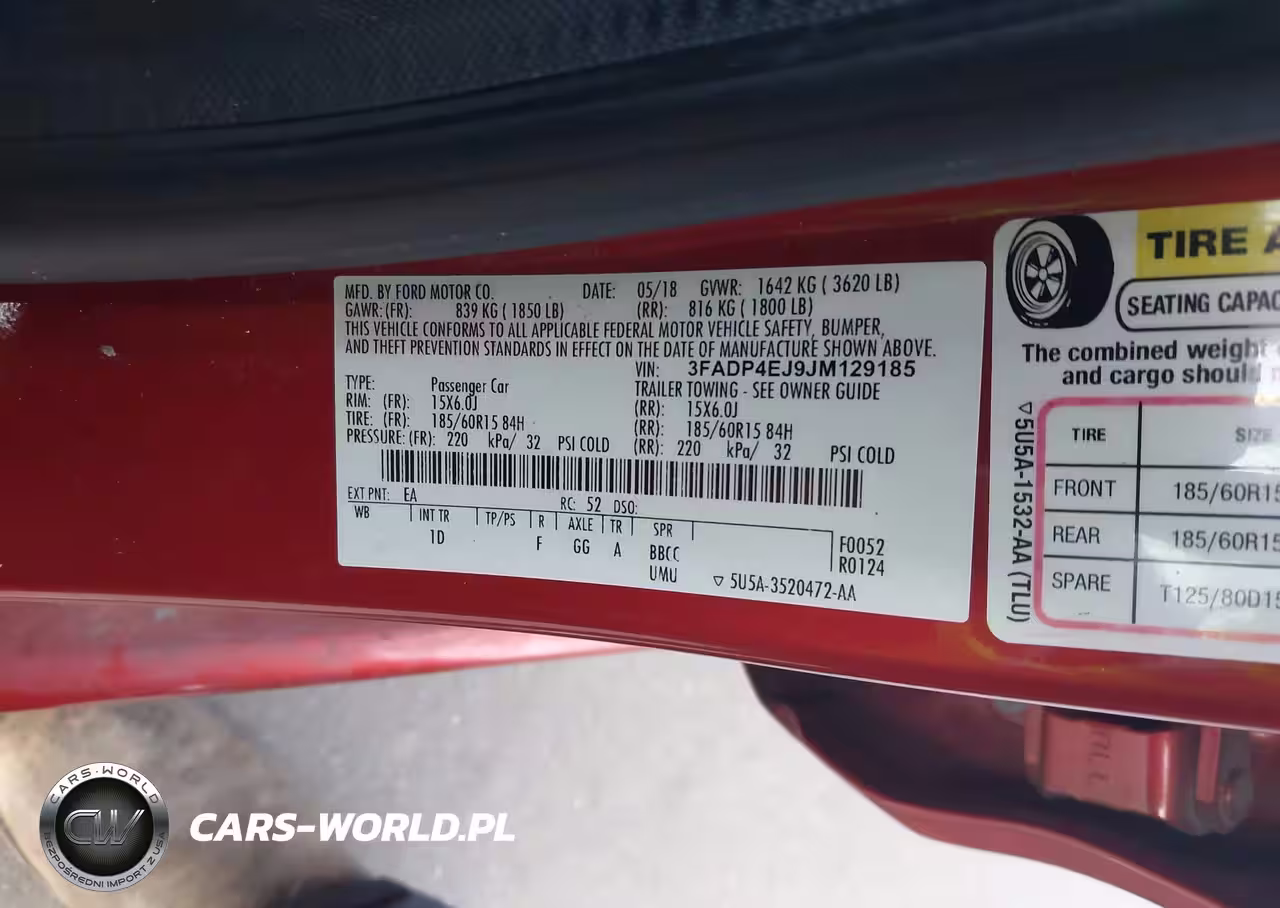 MFD. BY FORD MOTOR CO. DATE: 05/18 GVWR: 1642 KG ( 3620 LB)
GAWR: (FR): 839 KG ( 1850 LB) (RR): 816 KG ( 1800 LB)
THIS VEHICLE CONFORMS TO ALL APPLICABLE FEDERAL MOTOR VEHICLE SAFETY, BUMPER,
AND THEFT PREVENTION STANDARDS IN EFFECT ON THE DATE OF MANUFACTURE SHOWN ABOVE.
VIN: 3FADP4EJ9JM129185
TYPE: Passenger Car TRAILER TOWING - SEE OWNER GUIDE
RIM: (FR): 15X6.0J (RR): 15X6.0J
TIRE: (FR): 185/60R15 84H (RR): 185/60R15 84H
PRESSURE: (FR): 220 kPa/ 32 PSI COLD (RR): 220 kPa/ 32 PSI COLD
EXT PNT: EA RC: 52 DSO:
WB INT TR TP/PS R AXLE TR SPR
1D F GG A BBCC F0052
UMU R0124
▽ 5U5A-3520472-AA
TIRE A
SEATING CAPAC
The combined weight
and cargo should
▽5U5A-1532-AA (TLU)
TIRE SIZE
FRONT 185/60R15
REAR 185/60R15
SPARE T125/80D15
CARS-WORLD
CW
BEZPOŚREDNI IMPORT Z USA
CARS-WORLD.PL